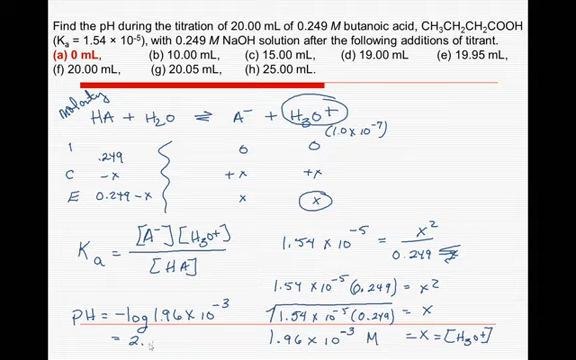 Find the pH during the titration of 20.00 mL of 0.249 M butanoic acid, CH3CH2CH2COOH
(Ka = 1.54 × 10-5), with 0.249 M NaOH solution after the following additions of titrant.
(a) 0 mL, (b) 10.00 mL, (c) 15.00 mL, (d) 19.00 mL (e) 19.95 mL,
(f) 20.00 mL, (g) 20.05 mL, (h) 25.00 mL.
molarity
HA + H2O ⇌ A- + H3O+
(1.0 x 10-7)
I .249 0 0
C -x +x +x
E 0.249-x x x
Ka = [A-][H3O+] / [HA]
1.54 x 10-5 = x2 / 0.249
1.54 x 10-5 (0.249) = x2
√1.54 x 10-5 (0.249) = x
1.96 x 10-3 M = x = [H3O+]
PH = -log 1.96 x 10-3
= 2.